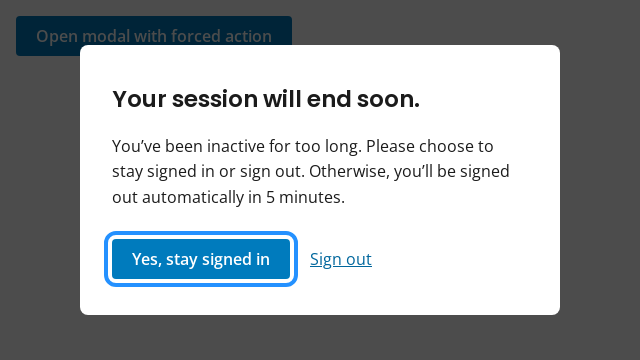 Open modal with forced action
Your session will end soon.
You’ve been inactive for too long. Please choose to
stay signed in or sign out. Otherwise, you’ll be signed
out automatically in 5 minutes.
Yes, stay signed in
Sign out